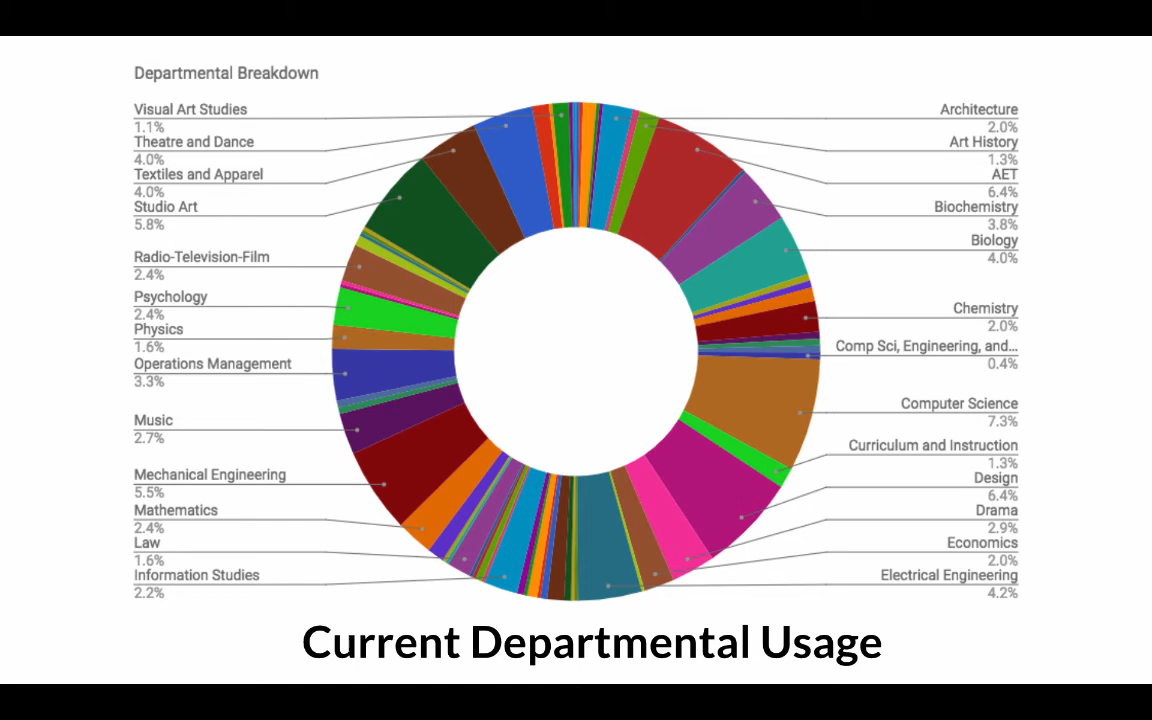 Departmental Breakdown
Visual Art Studies
1.1%
Theatre and Dance
4.0%
Textiles and Apparel
4.0%
Studio Art
5.8%
Radio-Television-Film
2.4%
Psychology
2.4%
Physics
1.6%
Operations Management
3.3%
Music
2.7%
Mechanical Engineering
5.5%
Mathematics
2.4%
Law
1.6%
Information Studies
2.2%
Architecture
2.0%
Art History
1.3%
AET
6.4%
Biochemistry
3.8%
Biology
4.0%
Chemistry
2.0%
Comp Sci, Engineering, and...
0.4%
Computer Science
7.3%
Curriculum and Instruction
1.3%
Design
6.4%
Drama
2.9%
Economics
2.0%
Electrical Engineering
4.2%
Current Departmental Usage